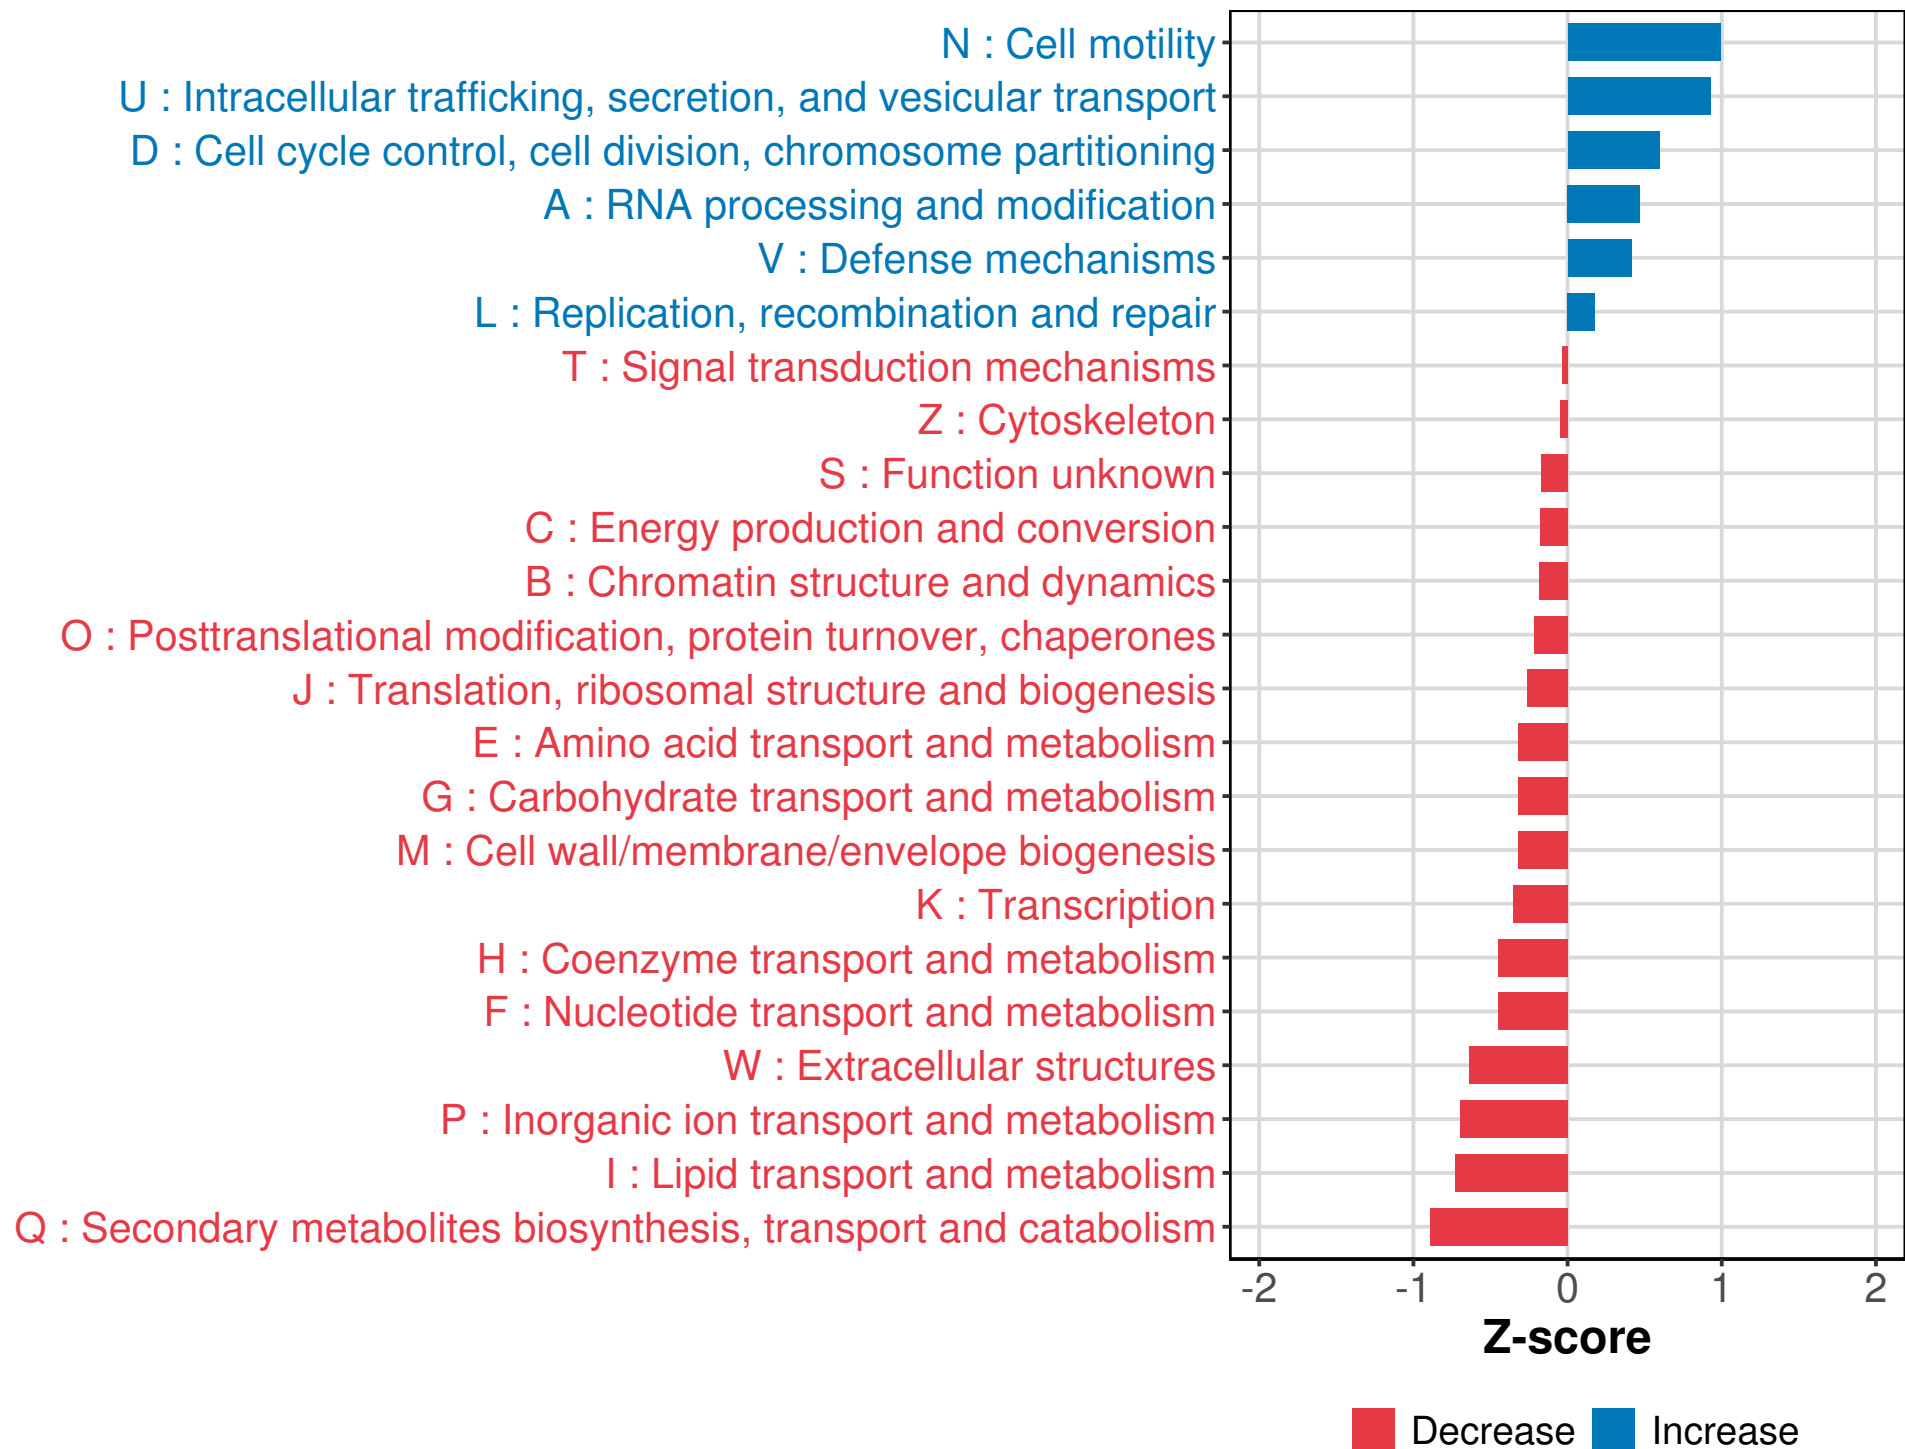 N : Cell motility
U : Intracellular trafficking, secretion, and vesicular transport
D : Cell cycle control, cell division, chromosome partitioning
A : RNA processing and modification
V : Defense mechanisms
L : Replication, recombination and repair
T : Signal transduction mechanisms
Z : Cytoskeleton
S : Function unknown
C : Energy production and conversion
B : Chromatin structure and dynamics
O : Posttranslational modification, protein turnover, chaperones
J : Translation, ribosomal structure and biogenesis
E : Amino acid transport and metabolism
G : Carbohydrate transport and metabolism
M : Cell wall/membrane/envelope biogenesis
K : Transcription
H : Coenzyme transport and metabolism
F : Nucleotide transport and metabolism
W : Extracellular structures
P : Inorganic ion transport and metabolism
I : Lipid transport and metabolism
Q : Secondary metabolites biosynthesis, transport and catabolism
-2 -1 0 1 2
Z-score
Decrease Increase